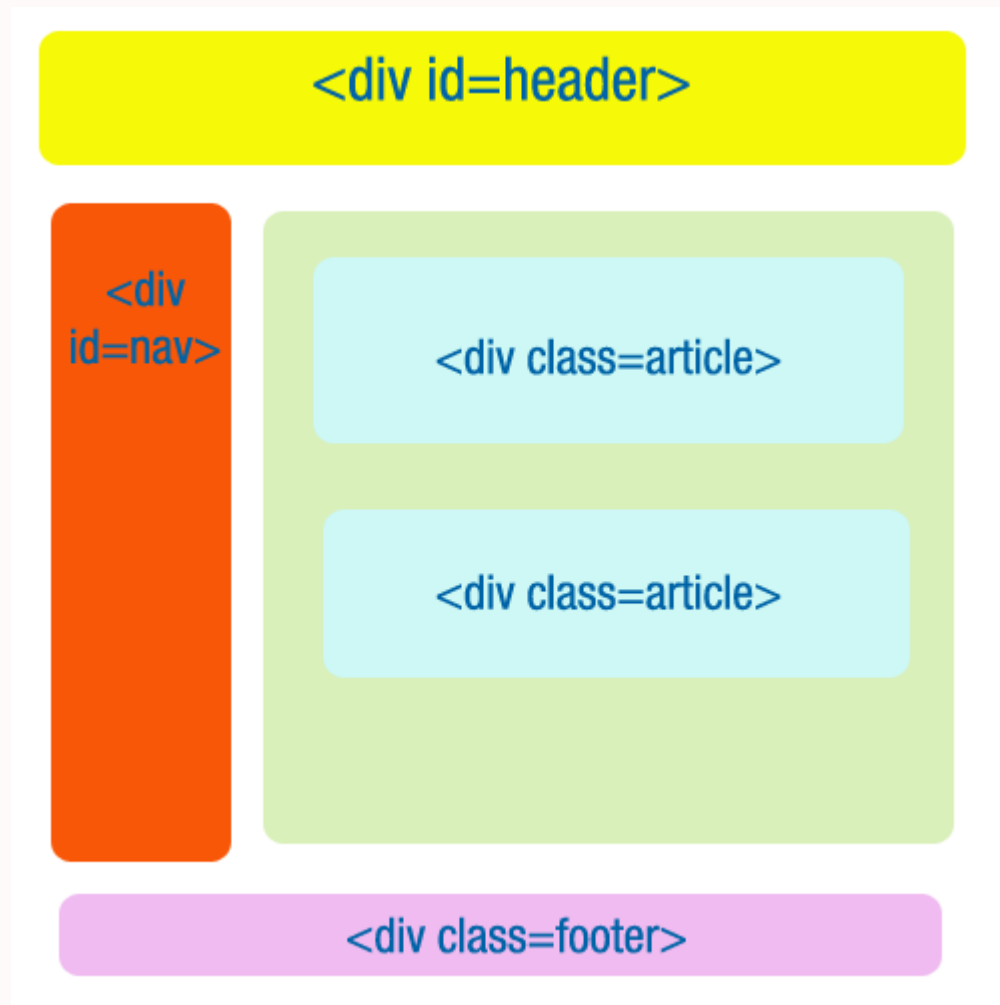 <div id=header>
<div
id=nav>
<div class=article>
<div class=article>
<div class=footer>